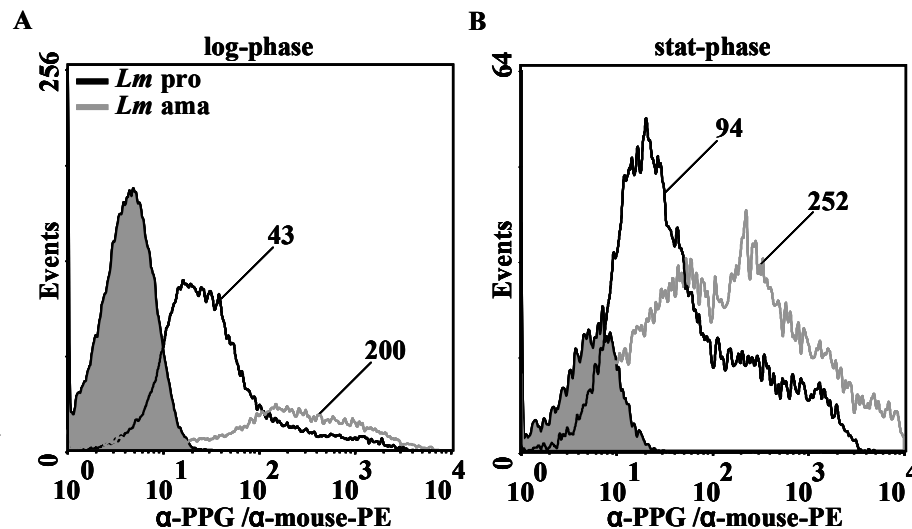 A
log-phase
256
Lm pro
Lm ama
43
200
Events
0
10^0 10^1 10^2 10^3 10^4
α-PPG /α-mouse-PE
B
stat-phase
64
94
252
Events
0
10^0 10^1 10^2 10^3 10^4
α-PPG /α-mouse-PE